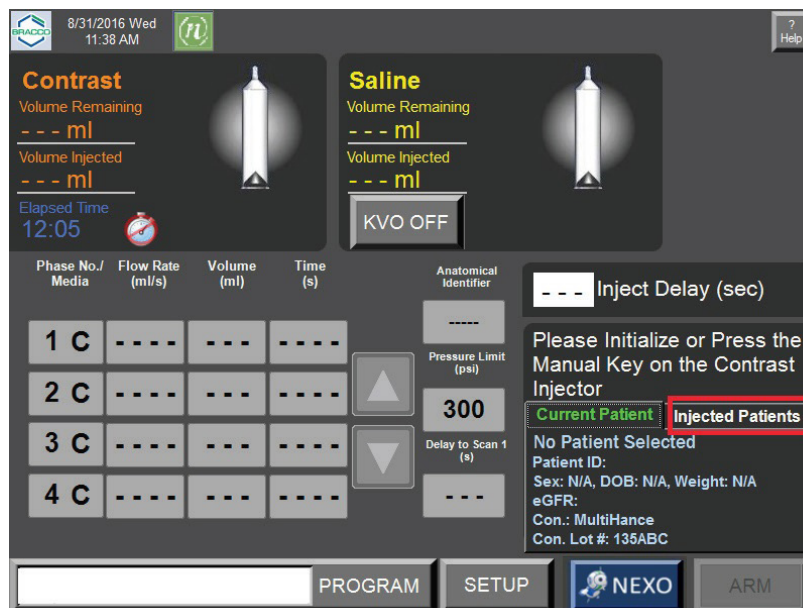 BRACCO
8/31/2016 Wed
11:38 AM
n
?
Help
Contrast
Volume Remaining
- - - ml
Volume Injected
- - - ml
Elapsed Time
12:05
Saline
Volume Remaining
- - - ml
Volume Injected
- - - ml
KVO OFF
Phase No./ Flow Rate Volume Time
Media (ml/s) (ml) (s)
1 C - - - - - - - - - - -
2 C - - - - - - - - - - -
3 C - - - - - - - - - - -
4 C - - - - - - - - - - -
Anatomical
Identifier
-----
Pressure Limit
(psi)
300
Delay to Scan 1
(s)
- - -
- - - Inject Delay (sec)
Please Initialize or Press the
Manual Key on the Contrast
Injector
Current Patient Injected Patients
No Patient Selected
Patient ID:
Sex: N/A, DOB: N/A, Weight: N/A
eGFR:
Con.: MultiHance
Con. Lot #: 135ABC
PROGRAM SETUP NEXO ARM